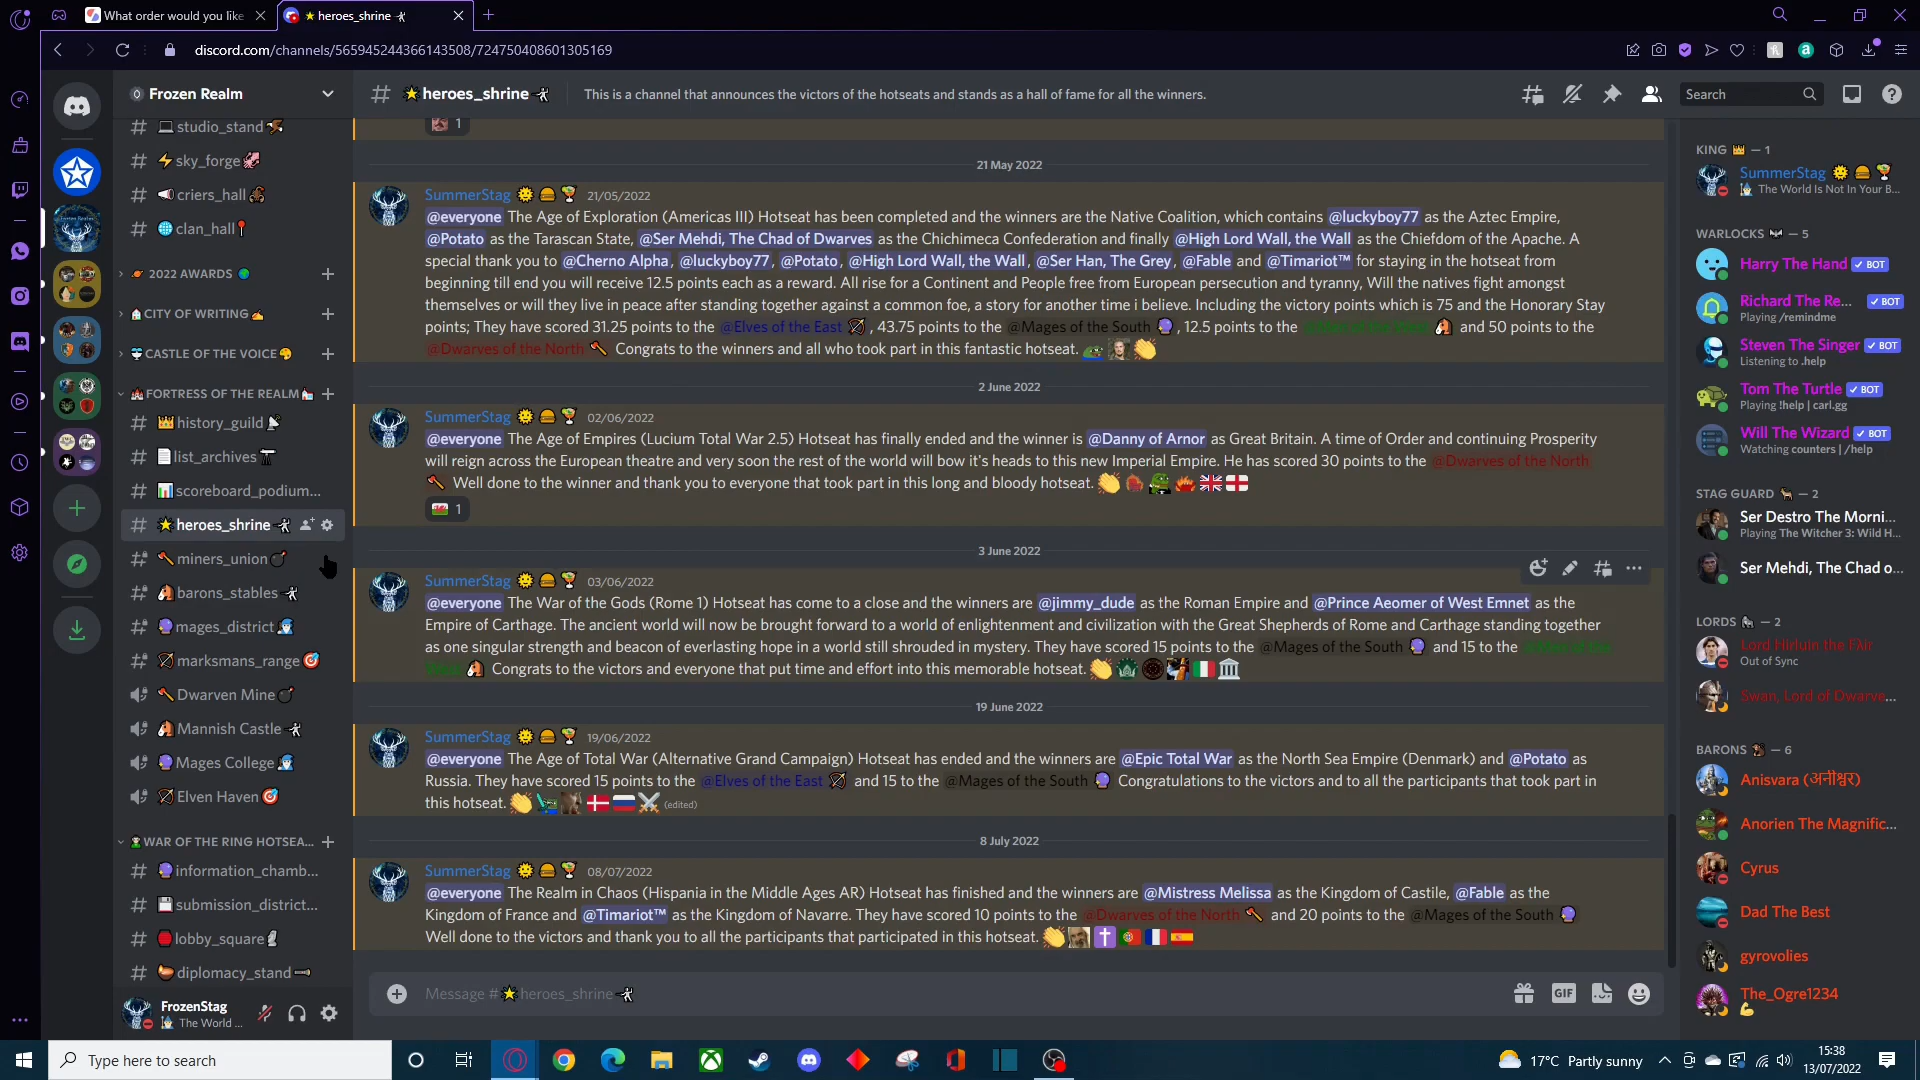 What order would you like
heroes_shrine
discord.com/channels/565945244366143508/724750408601305169
Frozen Realm
heroes_shrine
This is a channel that announces the victors of the hotseats and stands as a hall of fame for all the winners.
Search
studio_stand
sky_forge
criers_hall
clan_hall
2022 AWARDS
CITY OF WRITING
CASTLE OF THE VOICE
FORTRESS OF THE REALM
history_guild
list_archives
scoreboard_podium...
heroes_shrine
miners_union
barons_stables
mages_district
marksmans_range
Dwarven Mine
Mannish Castle
Mages College
Elven Haven
WAR OF THE RING HOTSEA...
information_chamb...
submission_district...
lobby_square
diplomacy_stand
FrozenStag
The World ...
1
21 May 2022
SummerStag 21/05/2022
@everyone The Age of Exploration (Americas III) Hotseat has been completed and the winners are the Native Coalition, which contains @luckyboy77 as the Aztec Empire,
@Potato as the Tarascan State, @Ser Mehdi, The Chad of Dwarves as the Chichimeca Confederation and finally @High Lord Wall, the Wall as the Chiefdom of the Apache. A
special thank you to @Cherno Alpha, @luckyboy77, @Potato, @High Lord Wall, the Wall, @Ser Han, The Grey, @Fable and @Timariot™ for staying in the hotseat from
beginning till end you will receive 12.5 points each as a reward. All rise for a Continent and People free from European persecution and tyranny, Will the natives fight amongst
themselves or will they live in peace after standing together against a common foe, a story for another time i believe. Including the victory points which is 75 and the Honorary Stay
points; They have scored 31.25 points to the @Elves of the East , 43.75 points to the @Mages of the South , 12.5 points to the and 50 points to the
@Dwarves of the North Congrats to the winners and all who took part in this fantastic hotseat.
2 June 2022
SummerStag 02/06/2022
@everyone The Age of Empires (Lucium Total War 2.5) Hotseat has finally ended and the winner is @Danny of Arnor as Great Britain. A time of Order and continuing Prosperity
will reign across the European theatre and very soon the rest of the world will bow it's heads to this new Imperial Empire. He has scored 30 points to the @Dwarves of the North
Well done to the winner and thank you to everyone that took part in this long and bloody hotseat.
1
3 June 2022
SummerStag 03/06/2022
@everyone The War of the Gods (Rome 1) Hotseat has come to a close and the winners are @jimmy_dude as the Roman Empire and @Prince Aeomer of West Emnet as the
Empire of Carthage. The ancient world will now be brought forward to a world of enlightenment and civilization with the Great Shepherds of Rome and Carthage standing together
as one singular strength and beacon of everlasting hope in a world still shrouded in mystery. They have scored 15 points to the @Mages of the South and 15 to the
Congrats to the victors and everyone that put time and effort into this memorable hotseat.
19 June 2022
SummerStag 19/06/2022
@everyone The Age of Total War (Alternative Grand Campaign) Hotseat has ended and the winners are @Epic Total War as the North Sea Empire (Denmark) and @Potato as
Russia. They have scored 15 points to the @Elves of the East and 15 to the @Mages of the South Congratulations to the victors and to all the participants that took part in
this hotseat. (edited)
8 July 2022
SummerStag 08/07/2022
@everyone The Realm in Chaos (Hispania in the Middle Ages AR) Hotseat has finished and the winners are @Mistress Melissa as the Kingdom of Castile, @Fable as the
Kingdom of France and @Timariot™ as the Kingdom of Navarre. They have scored 10 points to the @Dwarves of the North and 20 points to the @Mages of the South
Well done to the victors and thank you to all the participants that participated in this hotseat.
Message # heroes_shrine
GIF
KING — 1
SummerStag
The World Is Not In Your B...
WARLOCKS — 5
Harry The Hand BOT
Richard The Re... BOT
Playing /remindme
Steven The Singer BOT
Listening to .help
Tom The Turtle BOT
Playing !help | carl.gg
Will The Wizard BOT
Watching counters | /help
STAG GUARD — 2
Ser Destro The Morni...
Playing The Witcher 3: Wild H...
Ser Mehdi, The Chad o...
LORDS — 2
Lord Hirluin the FAir
Out of Sync
Swan, Lord of Dwarve...
BARONS — 6
Anisvara (अनीश्वर)
Anorien The Magnific...
Cyrus
Dad The Best
gyrovolies
The_Ogre1234
Type here to search
17°C Partly sunny
15:38
13/07/2022